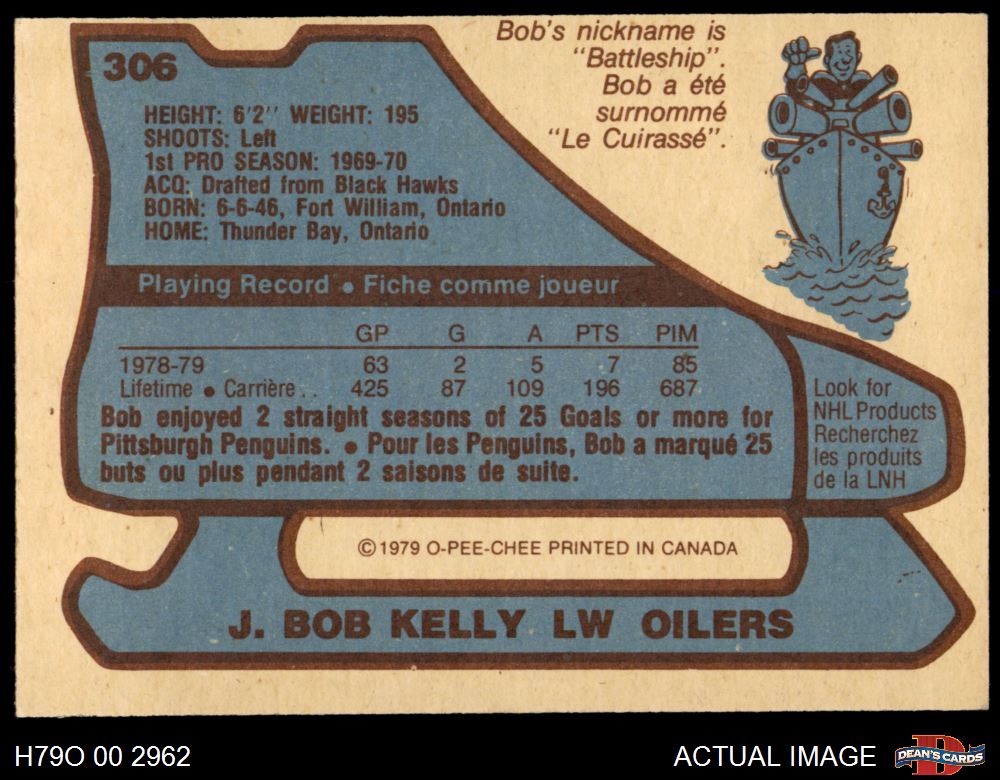 306
Bob's nickname is
"Battleship".
Bob a été
surnommé
"Le Cuirassé".
HEIGHT: 6'2" WEIGHT: 195
SHOOTS: Left
1st PRO SEASON: 1969-70
ACQ: Drafted from Black Hawks
BORN: 6-6-46, Fort William, Ontario
HOME: Thunder Bay, Ontario
Playing Record • Fiche comme joueur
GP G A PTS PIM
1978-79 63 2 5 7 85
Lifetime • Carrière . . 425 87 109 196 687
Bob enjoyed 2 straight seasons of 25 Goals or more for
Pittsburgh Penguins. • Pour les Penguins, Bob a marqué 25
buts ou plus pendant 2 saisons de suite.
Look for
NHL Products
Recherchez
les produits
de la LNH
© 1979 O-PEE-CHEE PRINTED IN CANADA
J. BOB KELLY LW OILERS
H79O 00 2962
ACTUAL IMAGE
DEAN'S CARDS